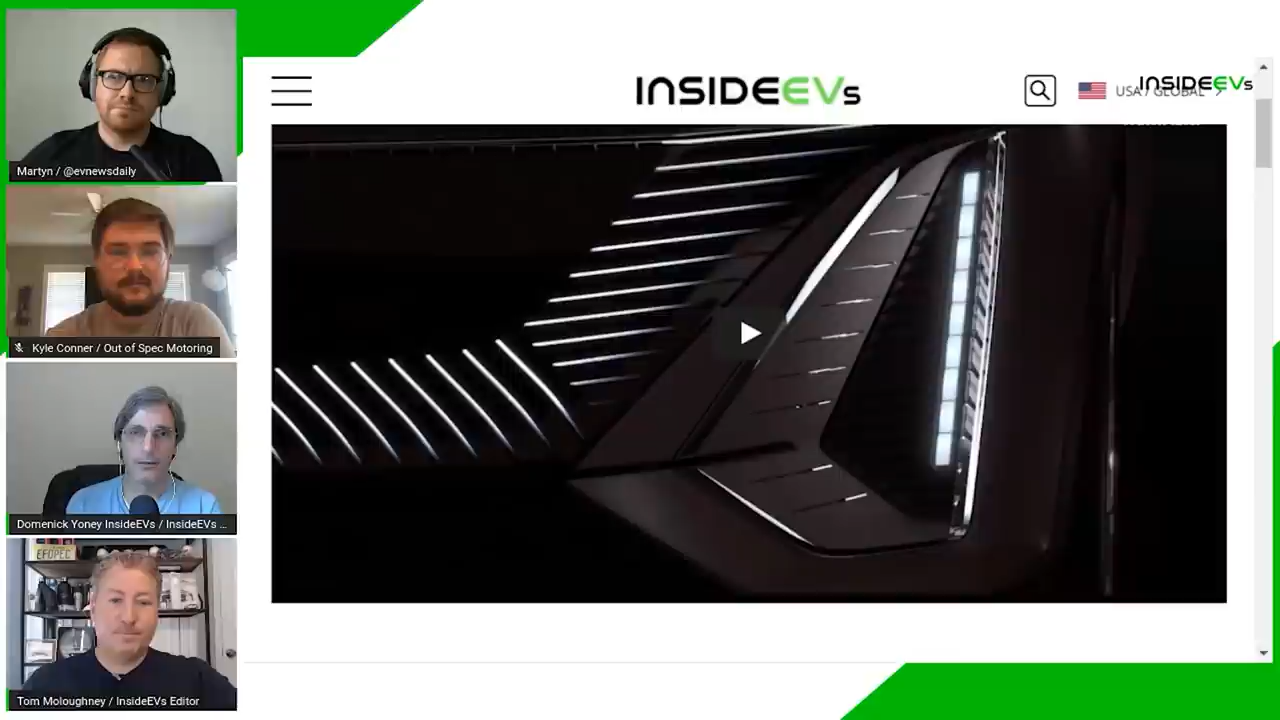 Martyn / @evnewsdaily
Kyle Conner / Out of Spec Motoring
Domenick Yoney InsideEVs / InsideEVs ...
EFOPEC
Tom Moloughney / InsideEVs Editor
INSIDEEVs
USA / GLOBAL
INSIDEEVs